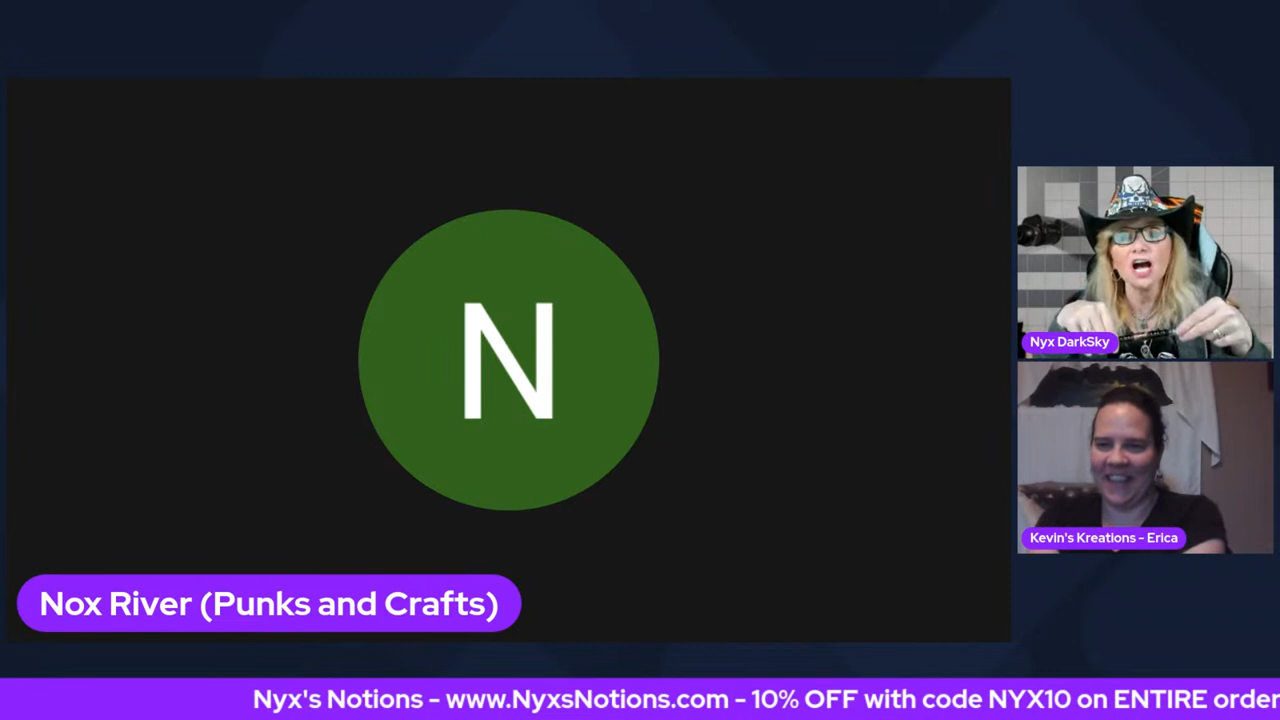 N
Nox River (Punks and Crafts)
Nyx DarkSky
Kevin's Kreations - Erica
Nyx's Notions - www.NyxsNotions.com - 10% OFF with code NYX10 on ENTIRE order